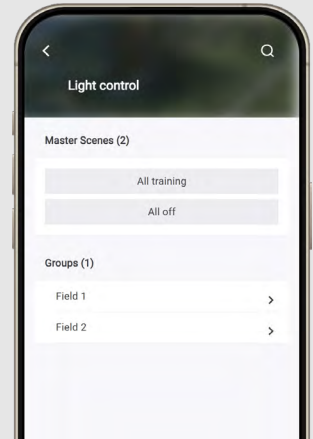 Light control
Master Scenes (2)
All training
All off
Groups (1)
Field 1
Field 2